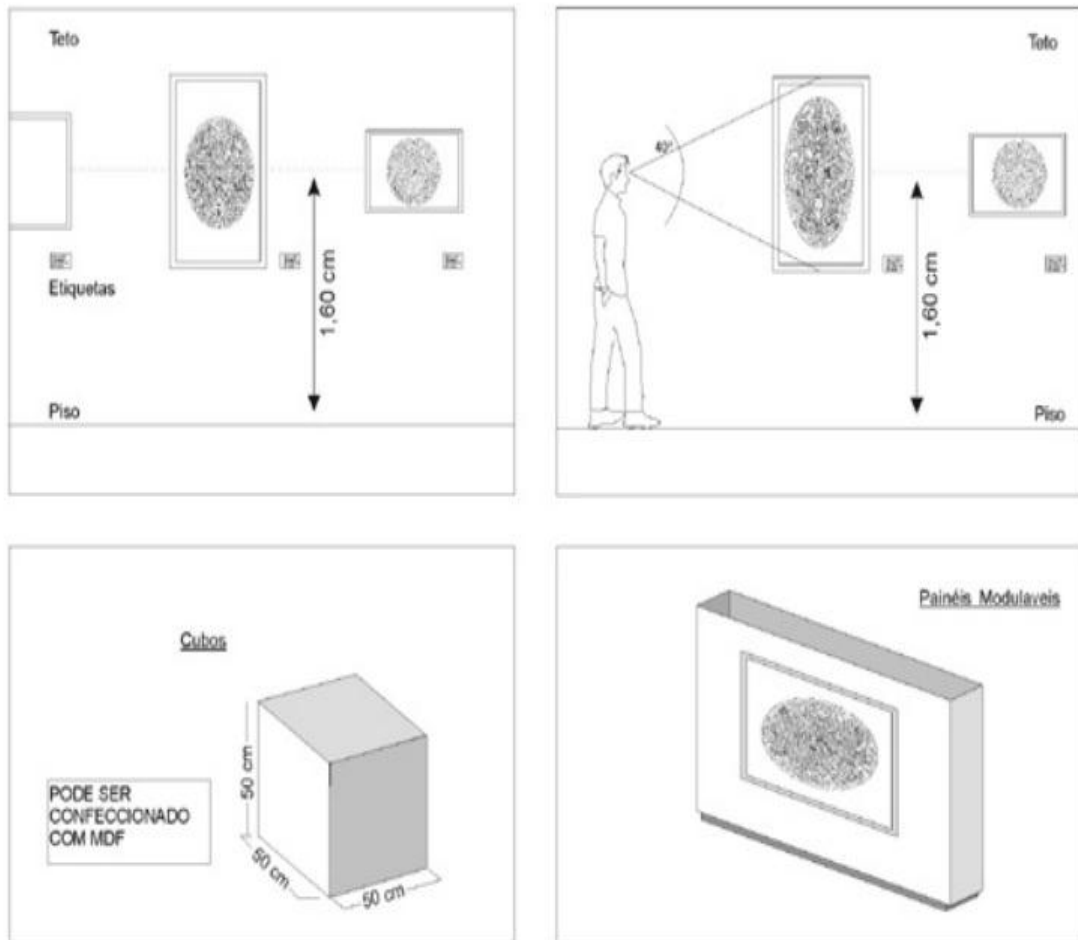 Teto
Etiquetas
1,60 cm
Piso
Teto
40°
1,60 cm
Piso
Cubos
50 cm
50 cm
50 cm
PODE SER
CONFECCIONADO
COM MDF
Painéis Modulaveis